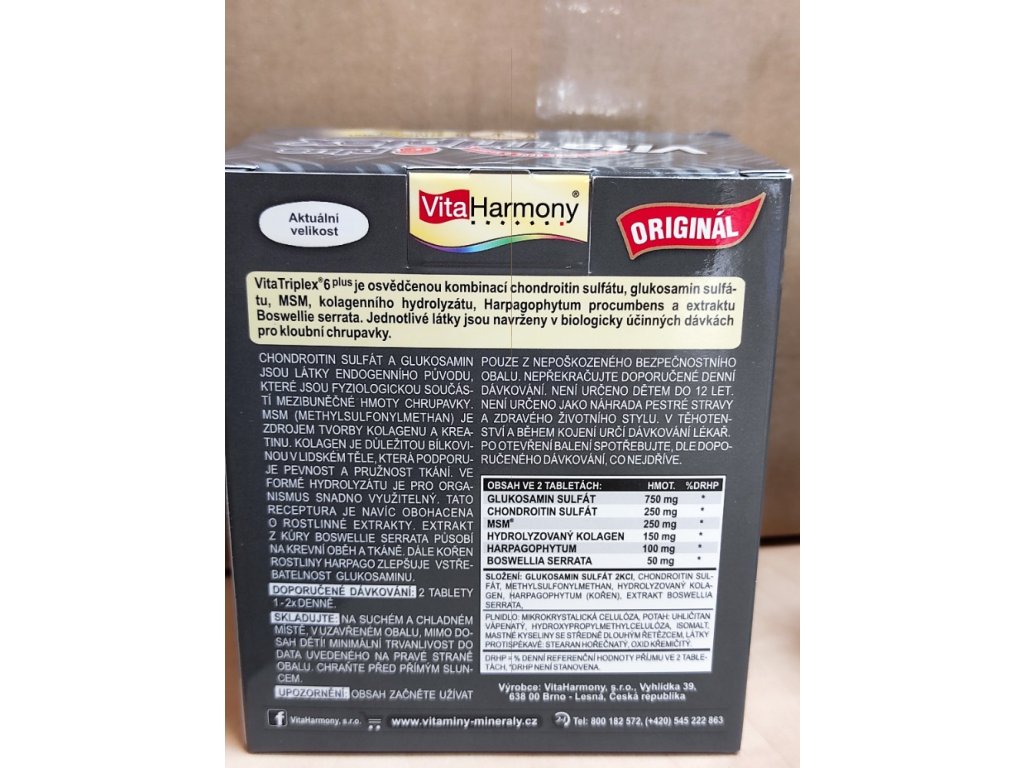 Aktuální
velikost
VitaHarmony®
ORIGINÁL
VitaTriplex®6 plus je osvědčenou kombinací chondroitin sulfátu, glukosamin sulfá-
tu, MSM, kolagenního hydrolyzátu, Harpagophytum procumbens a extraktu
Boswellie serrata. Jednotlivé látky jsou navrženy v biologicky účinných dávkách
pro kloubní chrupavky.
CHONDROITIN SULFÁT A GLUKOSAMIN
JSOU LÁTKY ENDOGENNÍHO PŮVODU,
KTERÉ JSOU FYZIOLOGICKOU SOUČÁS-
TÍ MEZIBUNĚČNÉ HMOTY CHRUPAVKY.
MSM (METHYLSULFONYLMETHAN) JE
ZDROJEM TVORBY KOLAGENU A KREA-
TINU. KOLAGEN JE DŮLEŽITOU BÍLKOVI-
NOU V LIDSKÉM TĚLE, KTERÁ PODPORU-
JE PEVNOST A PRUŽNOST TKÁNÍ. VE
FORMĚ HYDROLYZÁTU JE PRO ORGA-
NISMUS SNADNO VYUŽITELNÝ. TATO
RECEPTURA JE NAVÍC OBOHACENA
O ROSTLINNÉ EXTRAKTY. EXTRAKT
Z KŮRY BOSWELLIE SERRATA PŮSOBÍ
NA KREVNÍ OBĚH A TKÁNĚ. DÁLE KOŘEN
ROSTLINY HARPAGO ZLEPŠUJE VSTŘE-
BATELNOST GLUKOSAMINU.
DOPORUČENÉ DÁVKOVÁNÍ: 2 TABLETY
1-2x DENNĚ.
SKLADUJTE: NA SUCHÉM A CHLADNÉM
MÍSTĚ, V UZAVŘENÉM OBALU, MIMO DO-
SAH DĚTÍ! MINIMÁLNÍ TRVANLIVOST DO
DATA UVEDENÉHO NA PRAVÉ STRANĚ
OBALU. CHRAŇTE PŘED PŘÍMÝM SLUN-
CEM.
UPOZORNĚNÍ: OBSAH ZAČNĚTE UŽÍVAT
POUZE Z NEPOŠKOZENÉHO BEZPEČNOSTNÍHO
OBALU. NEPŘEKRAČUJTE DOPORUČENÉ DENNÍ
DÁVKOVÁNÍ. NENÍ URČENO DĚTEM DO 12 LET.
NENÍ URČENO JAKO NÁHRADA PESTRÉ STRAVY
A ZDRAVÉHO ŽIVOTNÍHO STYLU. V TĚHOTEN-
STVÍ A BĚHEM KOJENÍ URČÍ DÁVKOVÁNÍ LÉKAŘ.
PO OTEVŘENÍ BALENÍ SPOTŘEBUJTE, DLE DOPO-
RUČENÉHO DÁVKOVÁNÍ, CO NEJDŘÍVE.
OBSAH VE 2 TABLETÁCH: HMOT. %DRHP
GLUKOSAMIN SULFÁT 750 mg *
CHONDROITIN SULFÁT 250 mg *
MSM® 250 mg *
HYDROLYZOVANÝ KOLAGEN 150 mg *
HARPAGOPHYTUM 100 mg *
BOSWELLIA SERRATA 50 mg *
SLOŽENÍ: GLUKOSAMIN SULFÁT 2KCl, CHONDROITIN SUL-
FÁT, METHYLSULFONYLMETHAN, HYDROLYZOVANÝ KOLA-
GEN, HARPAGOPHYTUM (KOŘEN), EXTRAKT BOSWELLIA
SERRATA,
PLNIDLO: MIKROKRYSTALICKÁ CELULÓZA, POTAH: UHLIČITAN
VÁPENATÝ, HYDROXYPROPYLMETHYLCELULÓZA, ISOMALT,
MASTNÉ KYSELINY SE STŘEDNĚ DLOUHÝM ŘETĚZCEM, LÁTKY
PROTISPÉKAVÉ: STEARAN HOŘEČNATÝ, OXID KŘEMIČITÝ.
DRHP = % DENNÍ REFERENČNÍ HODNOTY PŘÍJMU VE 2 TABLE-
TÁCH, *DRHP NENÍ STANOVENA.
Výrobce: VitaHarmony, s.r.o., Vyhlídka 39,
638 00 Brno - Lesná, Česká republika
VitaHarmony, s.r.o. www.vitaminy-mineraly.cz Tel: 800 182 572, (+420) 545 222 863